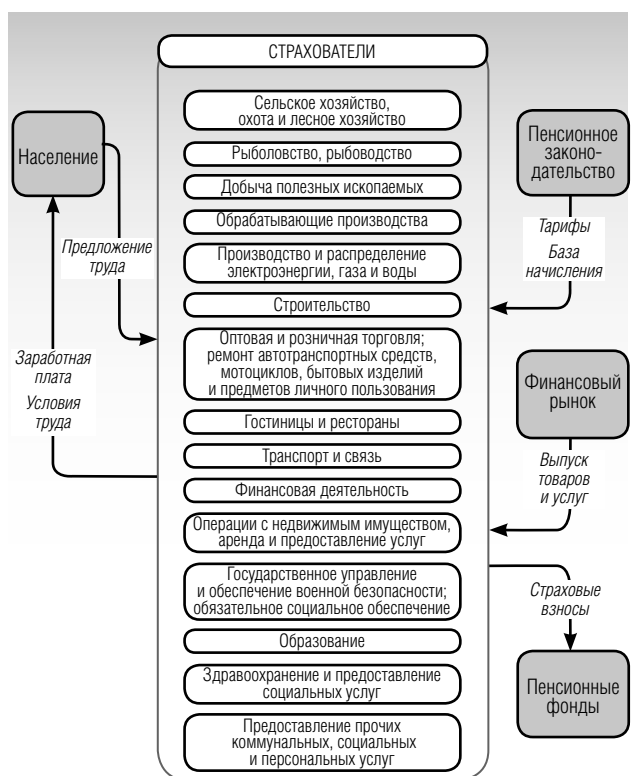 СТРАХОВАТЕЛИ
Сельское хозяйство,
охота и лесное хозяйство
Рыболовство, рыбоводство
Добыча полезных ископаемых
Обрабатывающие производства
Производство и распределение
электроэнергии, газа и воды
Строительство
Оптовая и розничная торговля;
ремонт автотранспортных средств,
мотоциклов, бытовых изделий
и предметов личного пользования
Гостиницы и рестораны
Транспорт и связь
Финансовая деятельность
Операции с недвижимым имуществом,
аренда и предоставление услуг
Государственное управление
и обеспечение военной безопасности;
обязательное социальное обеспечение
Образование
Здравоохранение и предоставление
социальных услуг
Предоставление прочих
коммунальных, социальных
и персональных услуг
Население
Предложение
труда
Заработная
плата
Условия
труда
Пенсионное
законо-
дательство
Тарифы
База
начисления
Финансовый
рынок
Выпуск
товаров
и услуг
Страховые
взносы
Пенсионные
фонды